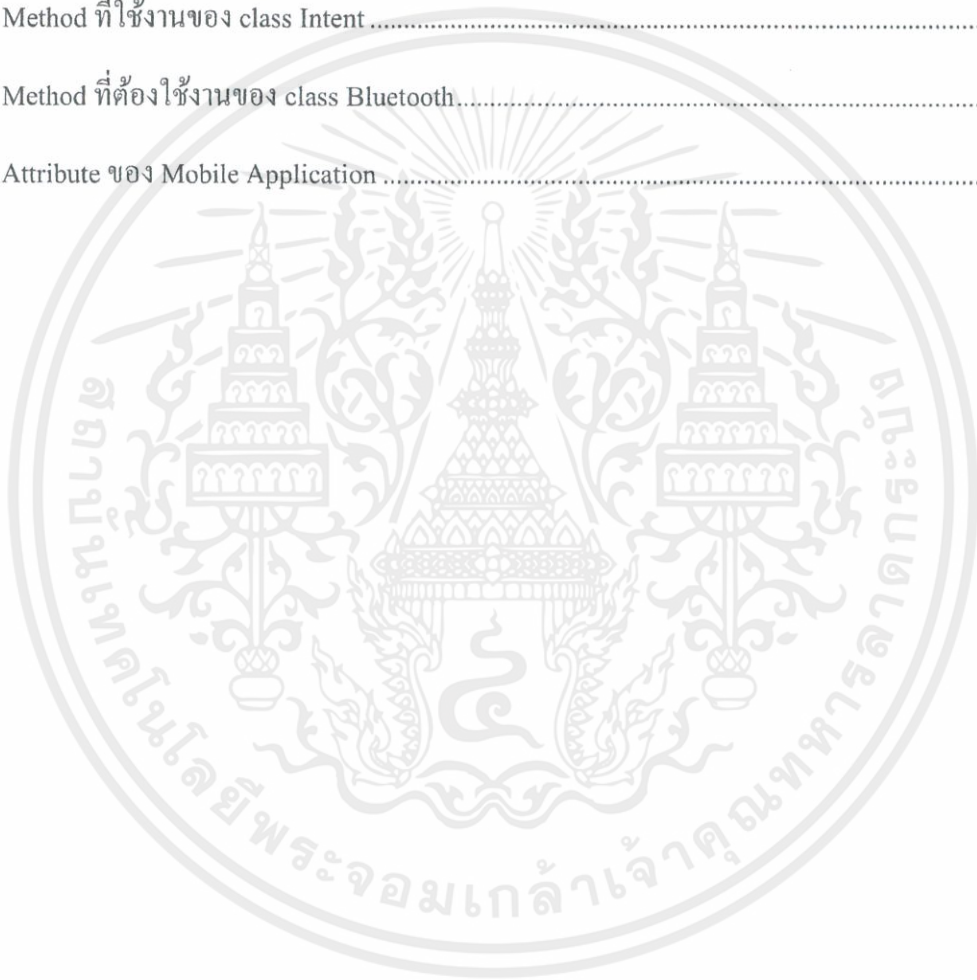 Method ที่ใช้งานของ class Intent ........................................................................
Method ที่ต้องใช้งานของ class Bluetooth ........................................................................
Attribute ของ Mobile Application ........................................................................
สถาบันเทคโนโลยีพระจอมเกล้าเจ้าคุณทหารลาดกระบัง